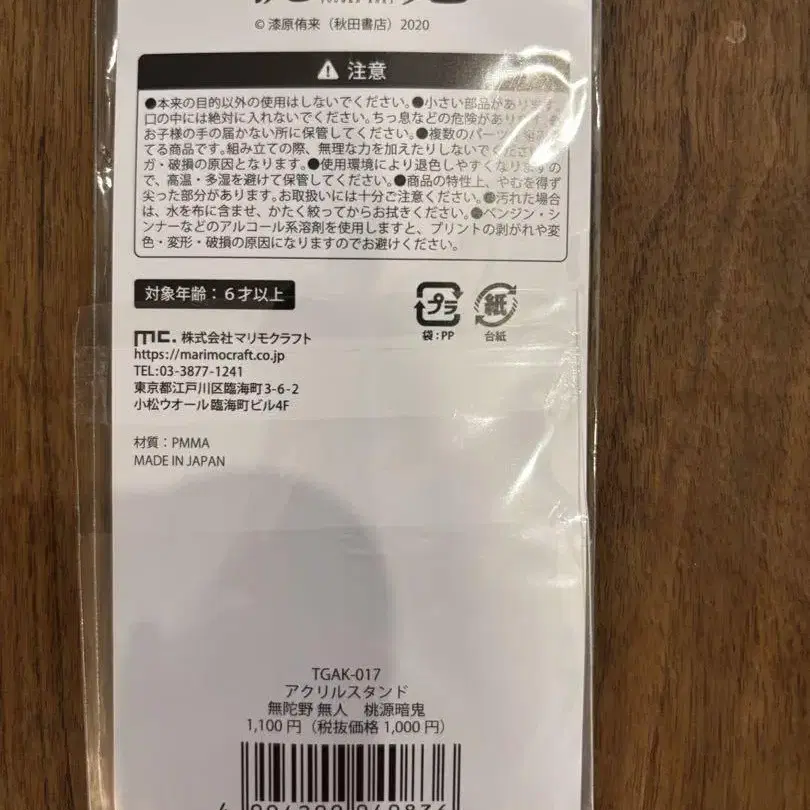 TOUGEN ANKI
© 漆原侑来（秋田書店）2020
注意
●本来の目的以外の使用はしないでください。●小さい部品があります。
口の中には絶対に入れないでください。ちっ息などの危険があります。●
お子様の手の届かない所に保管してください。●複数のパーツを組み立
てる商品です。組み立ての際、無理な力を加えたりしないでください。
ガ・破損の原因となります。●使用環境により退色しやすくなりますの
で、高温・多湿を避けて保管してください。●商品の特性上、やむを得ず
尖った部分があります。お取扱いには十分ご注意ください。●汚れた場合
は、水を布に含ませ、かたく絞ってからお拭きください。●ベンジン・シ
ンナーなどのアルコール系溶剤を使用しますと、プリントの剥がれや変
色・変形・破損の原因になりますのでお避けください。
対象年齢：6才以上
プラ 紙
袋：PP 台紙
mc. 株式会社マリモクラフト
https://marimocraft.co.jp
TEL:03-3877-1241
東京都江戸川区臨海町3-6-2
小松ウオール臨海町ビル4F
材質：PMMA
MADE IN JAPAN
TGAK-017
アクリルスタンド
無陀野 無人　桃源暗鬼
1,100 円（税抜価格 1,000円）